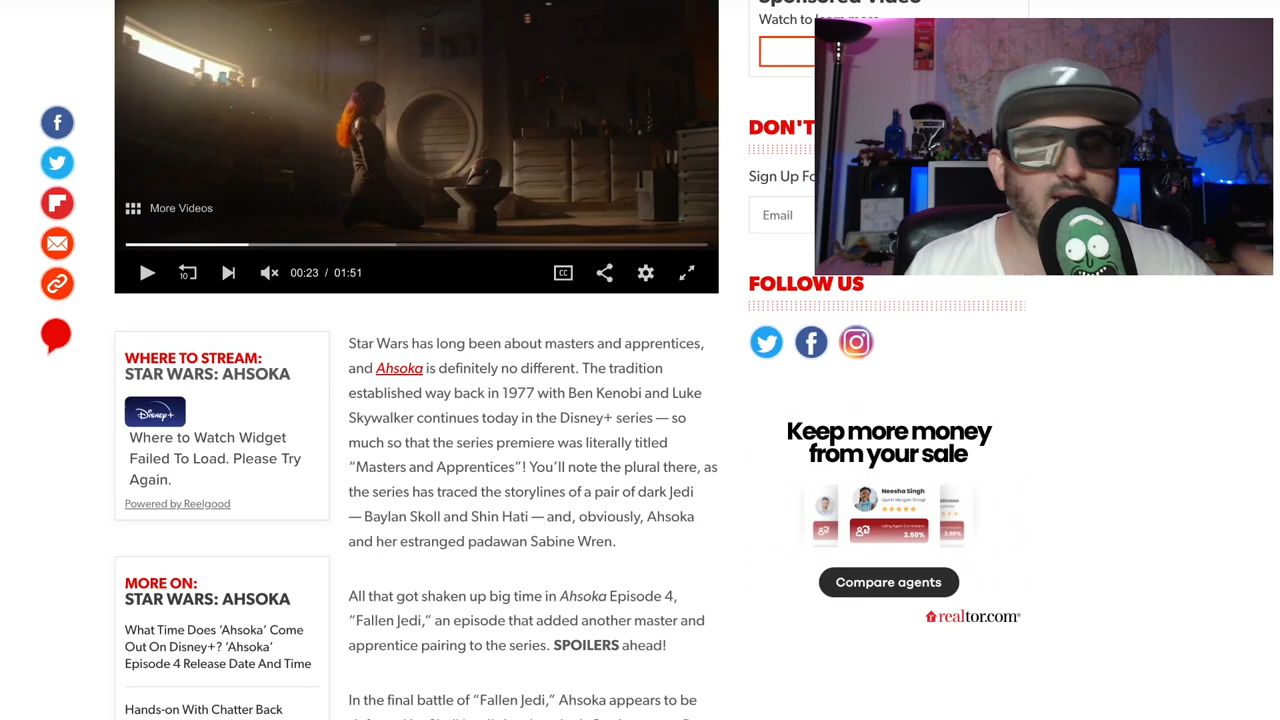 Watch to learn more
More Videos
10
00:23 / 01:51
CC
DON'T
Sign Up Fo
Email
FOLLOW US
WHERE TO STREAM:
STAR WARS: AHSOKA
Disney+
Where to Watch Widget
Failed To Load. Please Try
Again.
Powered by Reelgood
MORE ON:
STAR WARS: AHSOKA
What Time Does ‘Ahsoka’ Come
Out On Disney+? ‘Ahsoka’
Episode 4 Release Date And Time
Hands-on With Chatter Back
Star Wars has long been about masters and apprentices,
and Ahsoka is definitely no different. The tradition
established way back in 1977 with Ben Kenobi and Luke
Skywalker continues today in the Disney+ series — so
much so that the series premiere was literally titled
“Masters and Apprentices”! You’ll note the plural there, as
the series has traced the storylines of a pair of dark Jedi
— Baylan Skoll and Shin Hati — and, obviously, Ahsoka
and her estranged padawan Sabine Wren.
All that got shaken up big time in Ahsoka Episode 4,
“Fallen Jedi,” an episode that added another master and
apprentice pairing to the series. SPOILERS ahead!
In the final battle of “Fallen Jedi,” Ahsoka appears to be
Keep more money
from your sale
Neesha Singh
2.50%
Compare agents
realtor.com